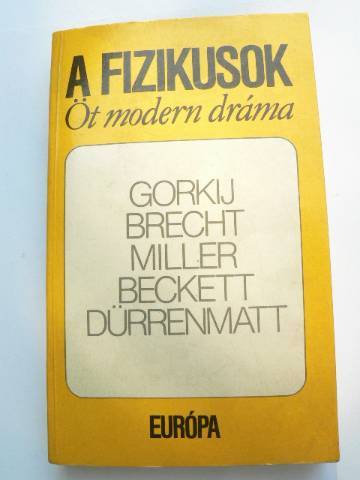 A FIZIKUSOK
Öt modern dráma
GORKIJ
BRECHT
MILLER
BECKETT
DÜRRENMATT
EURÓPA